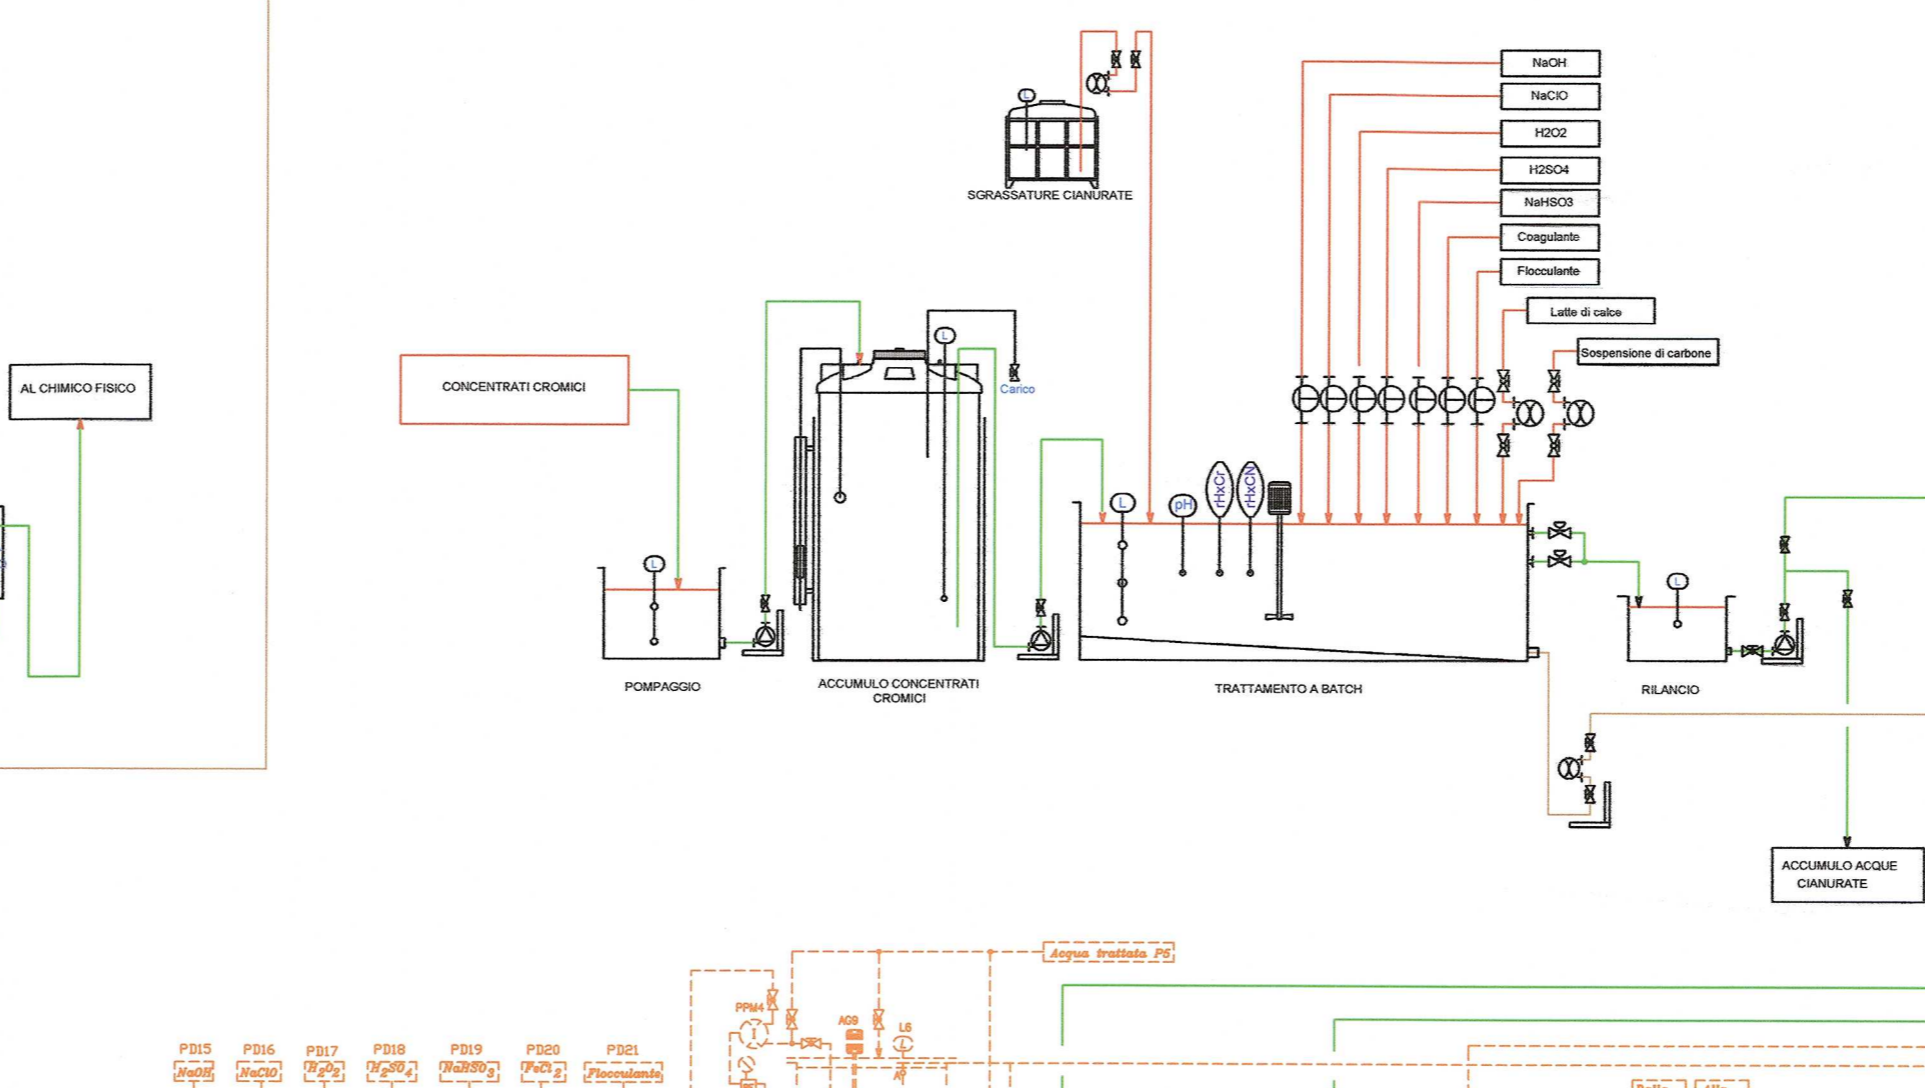 NaOH
NaClO
H2O2
H2SO4
NaHSO3
Coagulante
Flocculante
Latte di calce
Sospensione di carbone
L
SGRASSATURE CIANURATE
AL CHIMICO FISICO
CONCENTRATI CROMICI
L
Carico
L
pH
rHxCr
rHxCN
L
L
POMPAGGIO
ACCUMULO CONCENTRATI
CROMICI
TRATTAMENTO A BATCH
RILANCIO
ACCUMULO ACQUE
CIANURATE
Acqua trattata P5
PPM4
AG9
L6
L
PD15
PD16
PD17
PD18
PD19
PD20
PD21
NaOH
NaClO
H2O2
H2SO4
NaHSO3
FeCl2
Flocculante